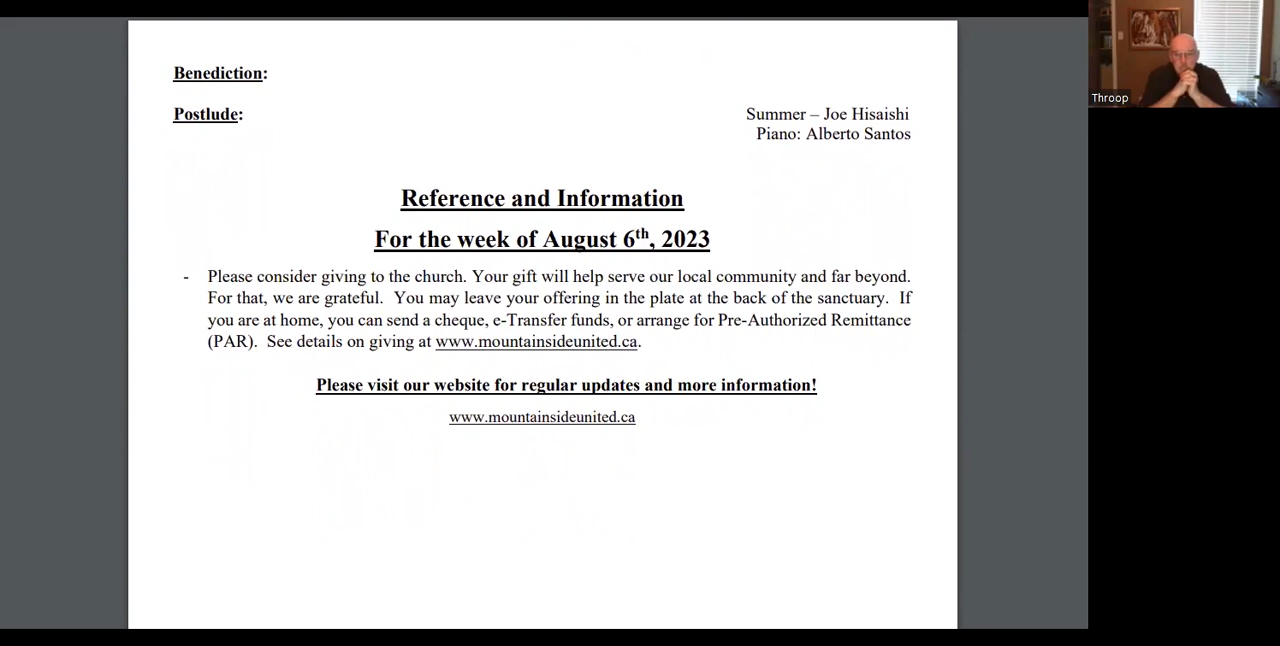 Benediction:
Postlude:
Summer – Joe Hisaishi
Piano: Alberto Santos
Reference and Information
For the week of August 6th, 2023
- Please consider giving to the church. Your gift will help serve our local community and far beyond.
For that, we are grateful. You may leave your offering in the plate at the back of the sanctuary. If
you are at home, you can send a cheque, e-Transfer funds, or arrange for Pre-Authorized Remittance
(PAR). See details on giving at www.mountainsideunited.ca.
Please visit our website for regular updates and more information!
www.mountainsideunited.ca
Throop